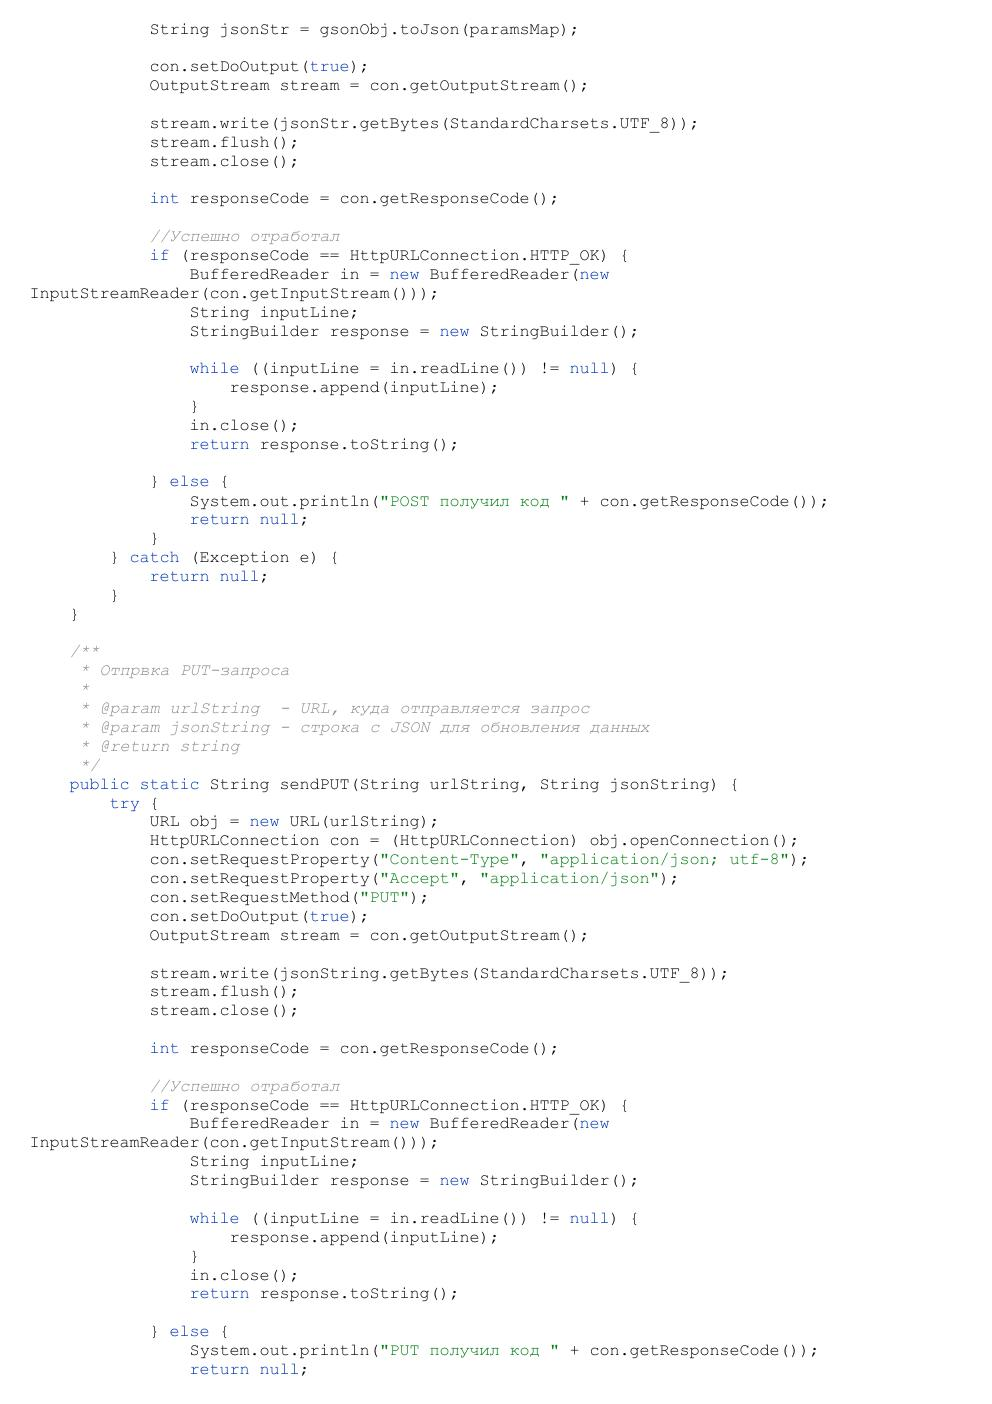 String jsonStr = gsonObj.toJson(paramsMap);
con.setDoOutput(true);
OutputStream stream = con.getOutputStream();
stream.write(jsonStr.getBytes(StandardCharsets.UTF_8));
stream.flush();
stream.close();
int responseCode = con.getResponseCode();
//Успешно отработал
if (responseCode == HttpURLConnection.HTTP_OK) {
BufferedReader in = new BufferedReader(new
InputStreamReader(con.getInputStream()));
String inputLine;
StringBuilder response = new StringBuilder();
while ((inputLine = in.readLine()) != null) {
response.append(inputLine);
}
in.close();
return response.toString();
} else {
System.out.println("POST получил код " + con.getResponseCode());
return null;
}
} catch (Exception e) {
return null;
}
}
/**
* Отпрвка PUT-запроса
*
* @param urlString  - URL, куда отправляется запрос
* @param jsonString - строка с JSON для обновления данных
* @return string
*/
public static String sendPUT(String urlString, String jsonString) {
try {
URL obj = new URL(urlString);
HttpURLConnection con = (HttpURLConnection) obj.openConnection();
con.setRequestProperty("Content-Type", "application/json; utf-8");
con.setRequestProperty("Accept", "application/json");
con.setRequestMethod("PUT");
con.setDoOutput(true);
OutputStream stream = con.getOutputStream();
stream.write(jsonString.getBytes(StandardCharsets.UTF_8));
stream.flush();
stream.close();
int responseCode = con.getResponseCode();
//Успешно отработал
if (responseCode == HttpURLConnection.HTTP_OK) {
BufferedReader in = new BufferedReader(new
InputStreamReader(con.getInputStream()));
String inputLine;
StringBuilder response = new StringBuilder();
while ((inputLine = in.readLine()) != null) {
response.append(inputLine);
}
in.close();
return response.toString();
} else {
System.out.println("PUT получил код " + con.getResponseCode());
return null;